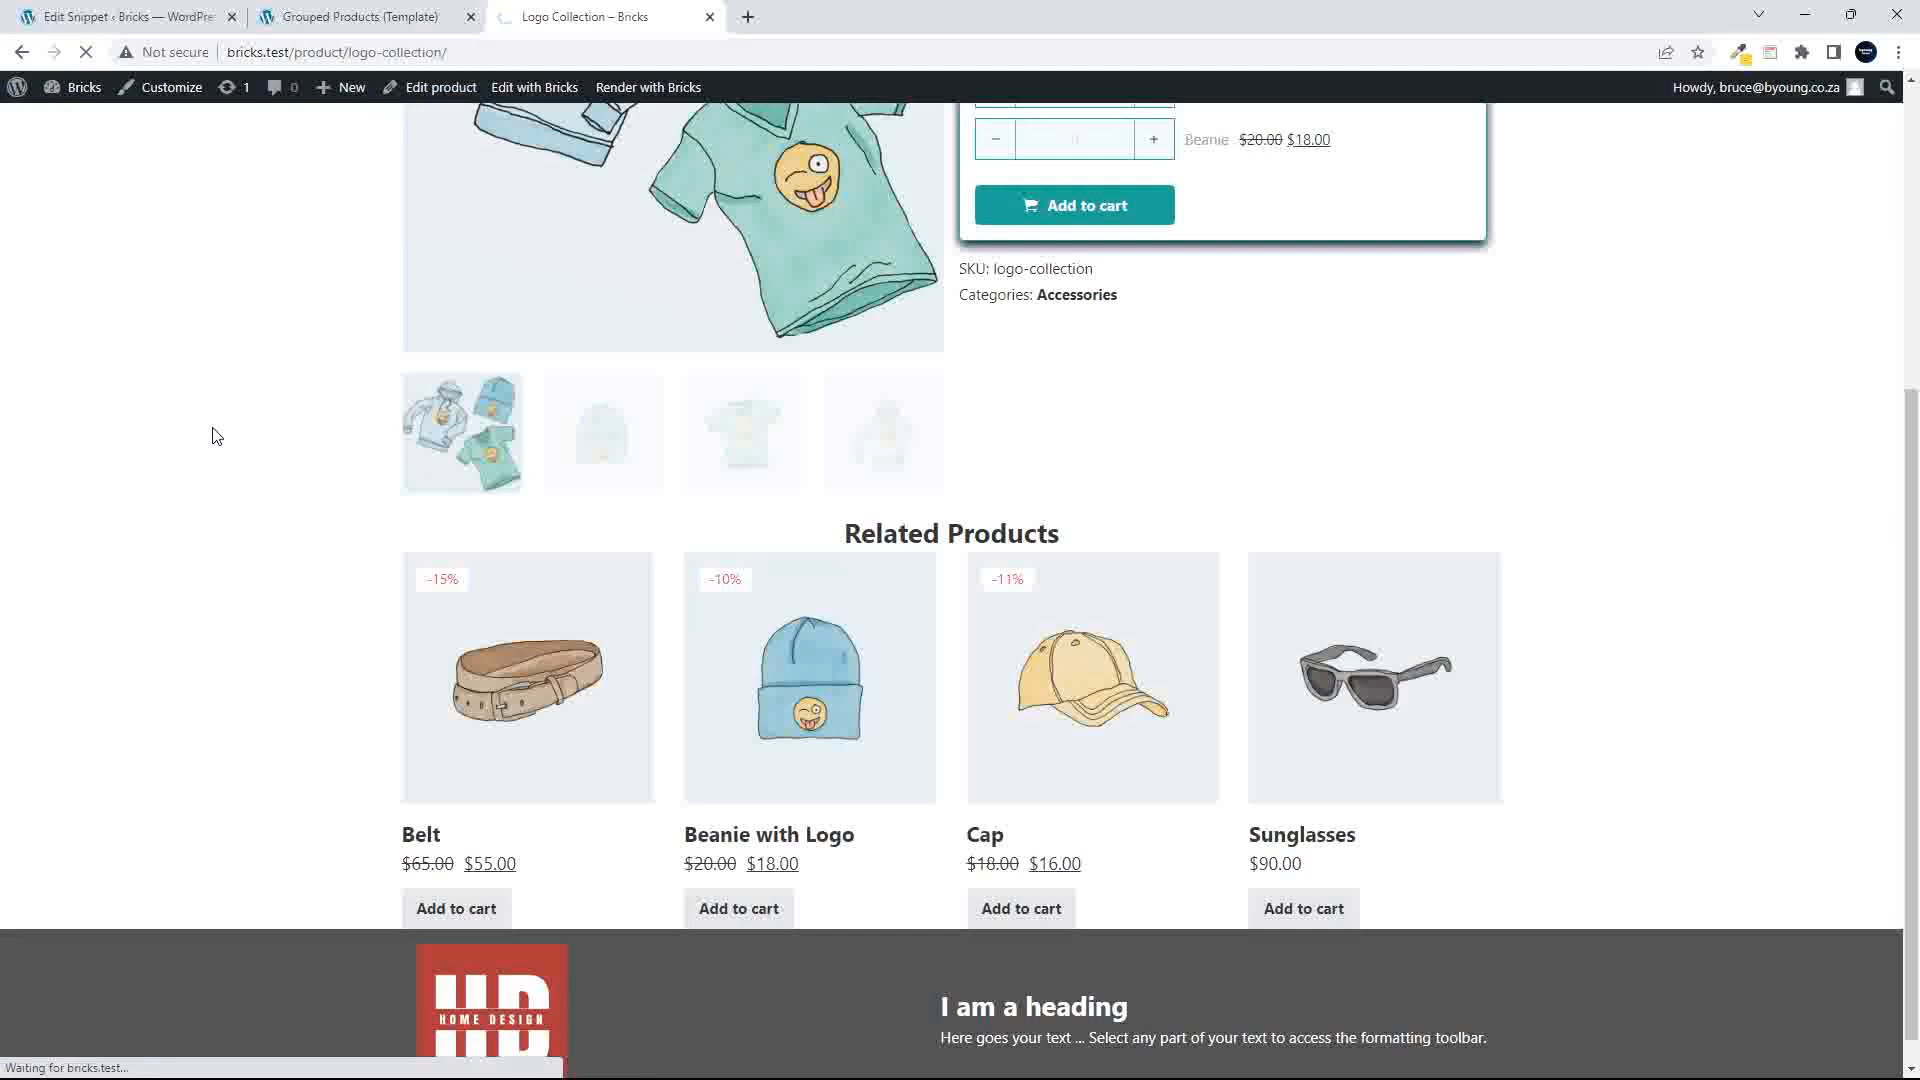 Edit Snippet ‹ Bricks — WordPre
Grouped Products (Template)
Logo Collection – Bricks
Not secure
bricks.test/product/logo-collection/
Bricks
Customize
1
0
New
Edit product
Edit with Bricks
Render with Bricks
Howdy, bruce@byoung.co.za
− + Beanie $20.00 $18.00
Add to cart
SKU: logo-collection
Categories: Accessories
Related Products
-15%
-10%
-11%
Belt
Beanie with Logo
Cap
Sunglasses
$65.00 $55.00
$20.00 $18.00
$18.00 $16.00
$90.00
Add to cart
Add to cart
Add to cart
Add to cart
HD
HOME DESIGN
I am a heading
Here goes your text ... Select any part of your text to access the formatting toolbar.
Waiting for bricks.test...